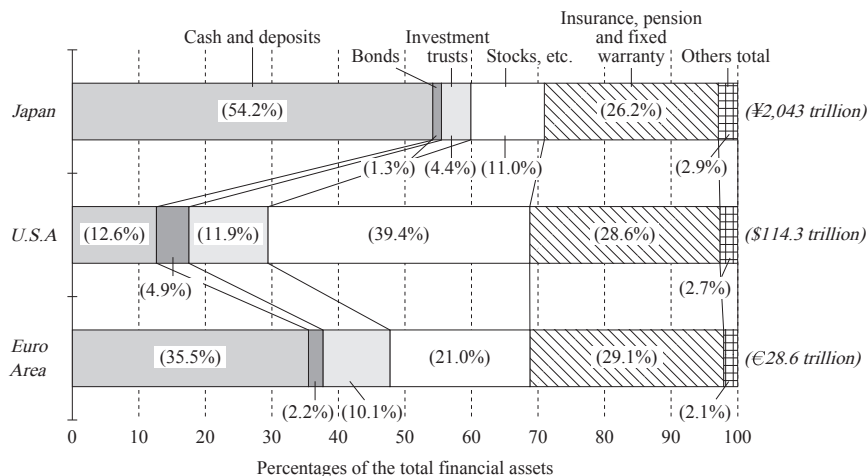 Insurance, pension
Cash and deposits Investment and fixed
Bonds trusts Stocks, etc. warranty Others total
Japan (54.2%) (26.2%) (¥2,043 trillion)
(1.3%) (4.4%) (11.0%) (2.9%)
U.S.A (12.6%) (11.9%) (39.4%) (28.6%) ($114.3 trillion)
(4.9%) (2.7%)
Euro
Area (35.5%) (21.0%) (29.1%) (€28.6 trillion)
(2.2%) (10.1%) (2.1%)
0 10 20 30 40 50 60 70 80 90 100
Percentages of the total financial assets